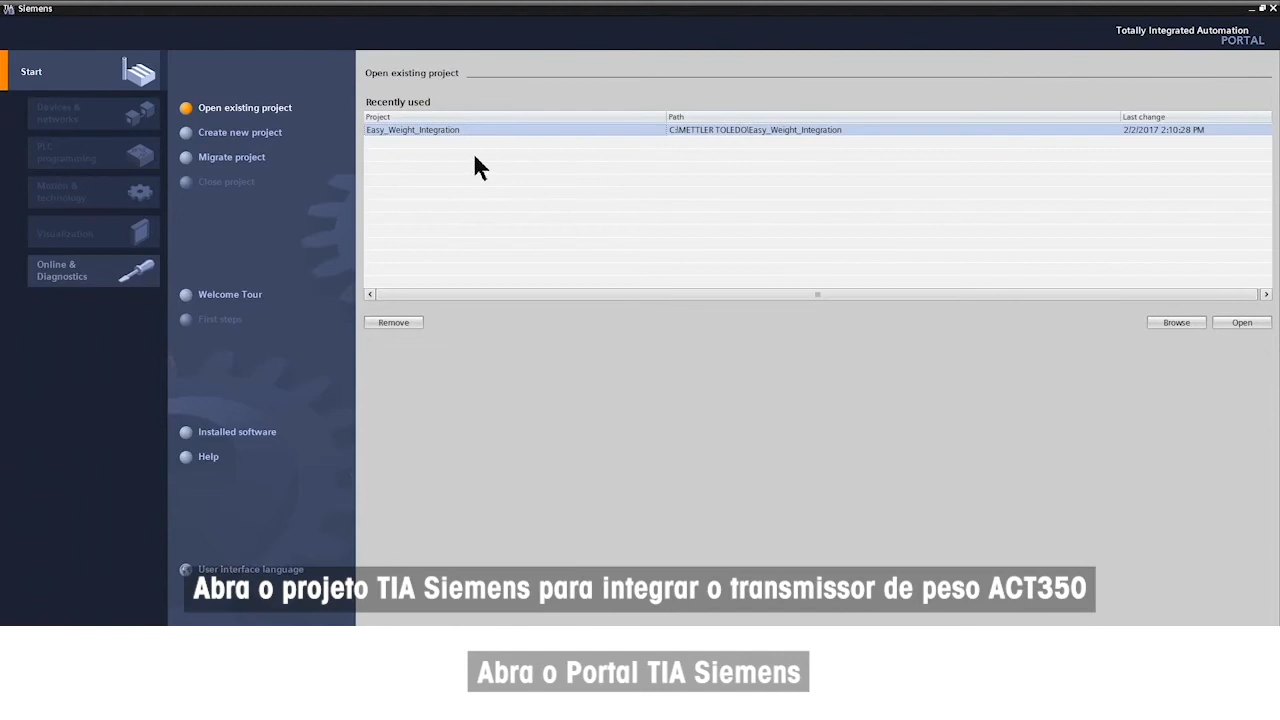 Siemens
Totally Integrated Automation
PORTAL
Start
Devices &
networks
PLC
programming
Motion &
technology
Visualization
Online &
Diagnostics
Open existing project
Create new project
Migrate project
Close project
Welcome Tour
First steps
Installed software
Help
User interface language
Open existing project
Recently used
Project Path Last change
Easy_Weight_Integration C:\METTLER TOLEDO\Easy_Weight_Integration 2/2/2017 2:10:28 PM
Remove Browse Open
Abra o projeto TIA Siemens para integrar o transmissor de peso ACT350
Abra o Portal TIA Siemens